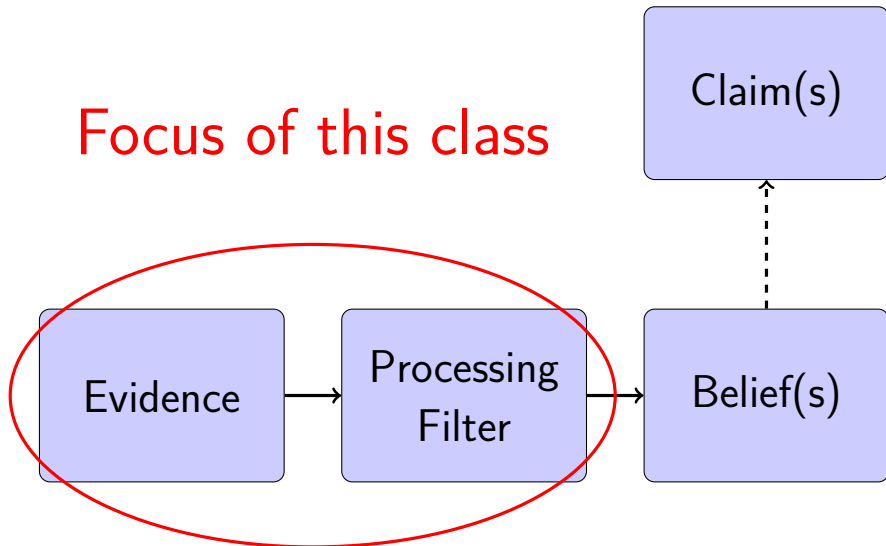 Claim(s)
Focus of this class
Evidence
Processing
Filter
Belief(s)